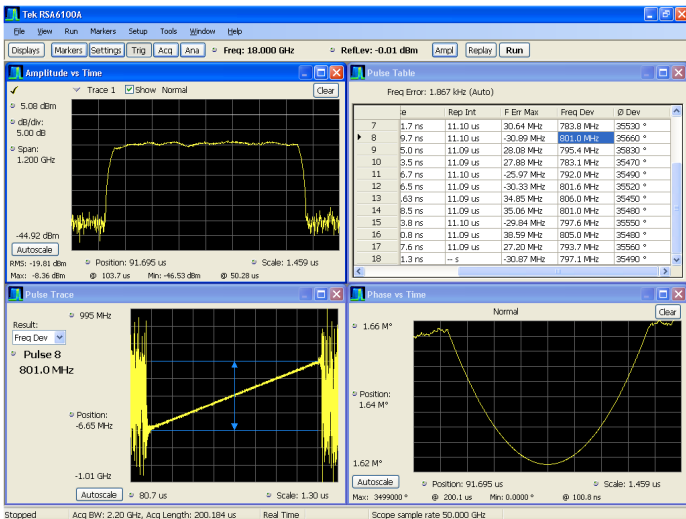 Tek RSA6100A
File View Run Markers Setup Tools Window Help
Displays Markers Settings Trig Acq Ana Freq: 18.000 GHz RefLev: -0.01 dBm Ampl Replay Run
Amplitude vs Time
Trace 1 Show Normal Clear
5.08 dBm
dB/div:
5.00 dB
Span:
1.200 GHz
-44.92 dBm
Autoscale
Position: 91.695 us Scale: 1.459 us
RMS: -19.81 dBm
Max: -8.36 dBm @ 103.7 us Min: -46.53 dBm @ 50.28 us
Pulse Table
Freq Error: 1.867 kHz (Auto)
Rep Int F Err Max Freq Dev Ø Dev
7 1.7 ns 11.10 us 30.64 MHz 783.8 MHz 35530 °
8 9.7 ns 11.10 us -30.89 MHz 801.0 MHz 35660 °
9 5.0 ns 11.09 us 28.08 MHz 795.4 MHz 35830 °
10 3.5 ns 11.09 us 27.88 MHz 783.1 MHz 35470 °
11 6.7 ns 11.10 us -25.97 MHz 792.0 MHz 35490 °
12 6.5 ns 11.10 us -30.33 MHz 801.6 MHz 35520 °
13 .63 ns 11.09 us 34.85 MHz 806.0 MHz 35450 °
14 8.5 ns 11.10 us 35.06 MHz 801.0 MHz 35480 °
15 3.8 ns 11.10 us -29.84 MHz 797.6 MHz 35550 °
16 0.8 ns 11.09 us 38.59 MHz 805.0 MHz 35480 °
17 7.6 ns 11.09 us 27.20 MHz 793.7 MHz 35560 °
18 1.3 ns -- s -30.87 MHz 797.1 MHz 35490 °
Pulse Trace
Result:
Freq Dev
Pulse 8
801.0 MHz
995 MHz
Position:
-6.65 MHz
-1.01 GHz
Autoscale 80.7 us Scale: 1.30 us
Phase vs Time
Normal Clear
1.66 M°
Position:
1.64 M°
1.62 M°
Autoscale Position: 91.695 us Scale: 1.459 us
Max: 3499000 ° @ 200.1 us Min: 0.0000 ° @ 100.8 ns
Stopped Acq BW: 2.20 GHz, Acq Length: 200.184 us Real Time Scope sample rate 50.000 GHz